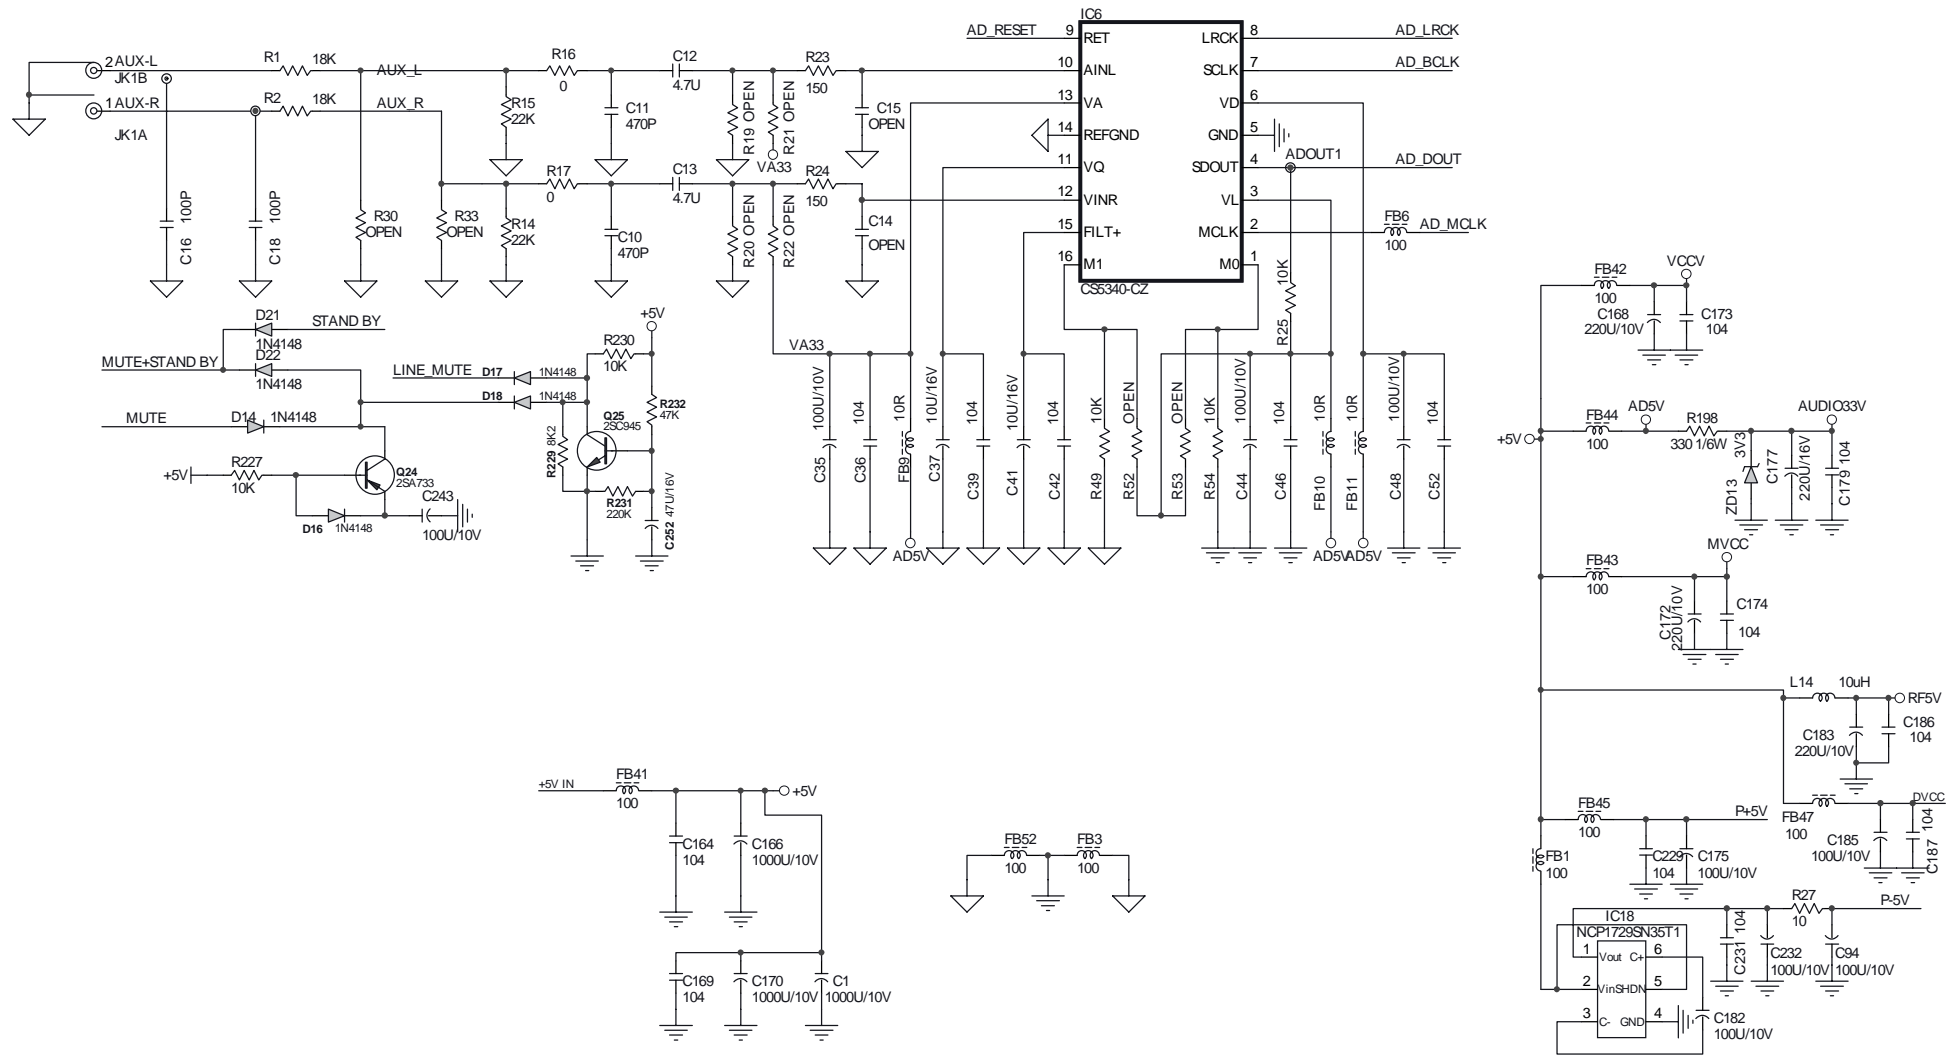 IC6
AD_RESET
9 RET
LRCK 8
AD_LRCK
10 AINL
SCLK 7
AD_BCLK
13 VA
VD 6
14 REFGND
GND 5
11 VQ
SDOUT 4
ADOUT1
AD_DOUT
12 VINR
VL 3
15 FILT+
MCLK 2
FB6
100
AD_MCLK
16 M1
M0 1
CS5340-CZ
2 AUX-L
JK1B
1 AUX-R
JK1A
R1 18K
AUX_L
R2 18K
AUX_R
R16
0
C12
4.7U
R23
150
R15
22K
C11
470P
R19 OPEN
R21 OPEN
VA33
C15
OPEN
R17
0
C13
4.7U
R24
150
C16 100P
C18 100P
R30
OPEN
R33
OPEN
R14
22K
C10
470P
R20 OPEN
R22 OPEN
C14
OPEN
R25 10K
D21
1N4148
STAND BY
D22
1N4148
MUTE+STAND BY
MUTE
D14 1N4148
+5V
R227
10K
Q24
2SA733
D16 1N4148
C243
100U/10V
LINE_MUTE
D17 1N4148
D18 1N4148
+5V
R230
10K
R232
47K
Q25
2SC945
R229 8K2
R231
220K
C252 47U/16V
VA33
C35 100U/10V
C36 104
FB9 10R
AD5V
C37 10U/16V
C39 104
C41 10U/16V
C42 104
R49 10K
R52 OPEN
R53 OPEN
R54 10K
C44 100U/10V
C46 104
FB10 10R
AD5V
FB11 10R
AD5V
C48 100U/10V
C52 104
+5V
FB42
100
VCCV
C168
220U/10V
C173
104
FB44
100
AD5V
R198
330 1/6W
AUDIO33V
ZD13 3V3
C177 220U/16V
C179 104
FB43
100
MVCC
C172 220U/10V
C174
104
L14 10uH
RF5V
C183
220U/10V
C186
104
FB47
100
DVCC
C185
100U/10V
C187 104
FB45
100
P+5V
C229
104
C175
100U/10V
FB1
100
IC18
NCP1729SN35T1
1 Vout C+ 6
2 Vin SHDN 5
3 C- GND 4
C182
100U/10V
C231 104
C232
100U/10V
R27
10
P-5V
C94
100U/10V
+5V IN
FB41
100
+5V
C164
104
C166
1000U/10V
C169
104
C170
1000U/10V
C1
1000U/10V
FB52
100
FB3
100